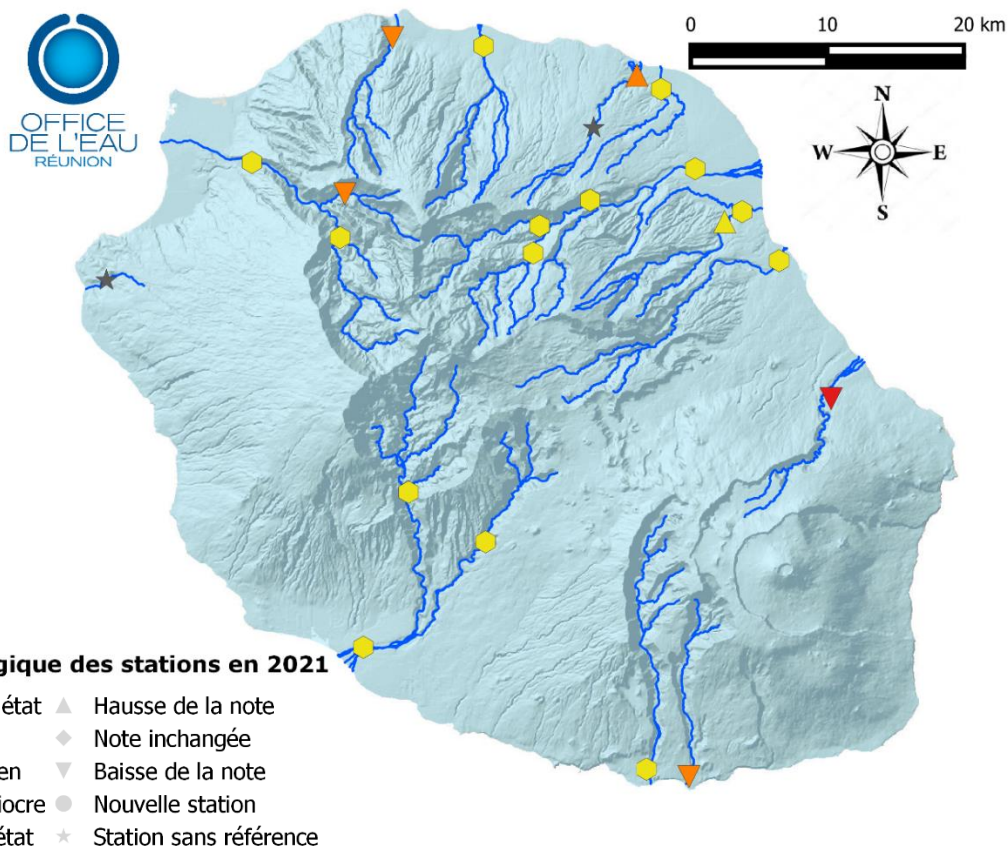 OFFICE
DE L'EAU
RÉUNION
0 10 20 km
N
W E
S
gique des stations en 2021
état Hausse de la note
Note inchangée
en Baisse de la note
iocre Nouvelle station
état Station sans référence